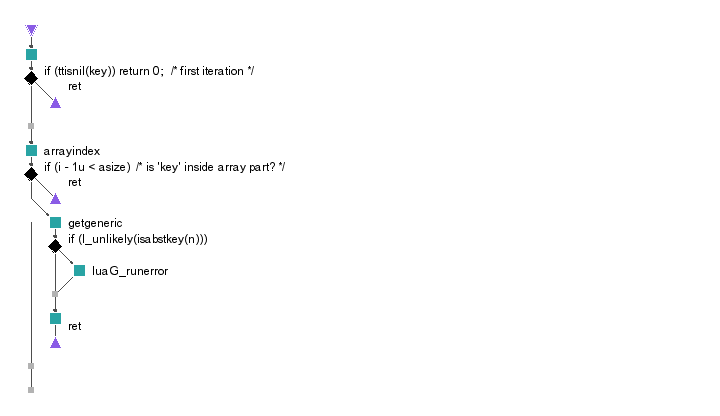 if (ttisnil(key)) return 0;  /* first iteration */
ret
arrayindex
if (i - 1u < asize)  /* is 'key' inside array part? */
ret
getgeneric
if (l_unlikely(isabstkey(n)))
luaG_runerror
ret